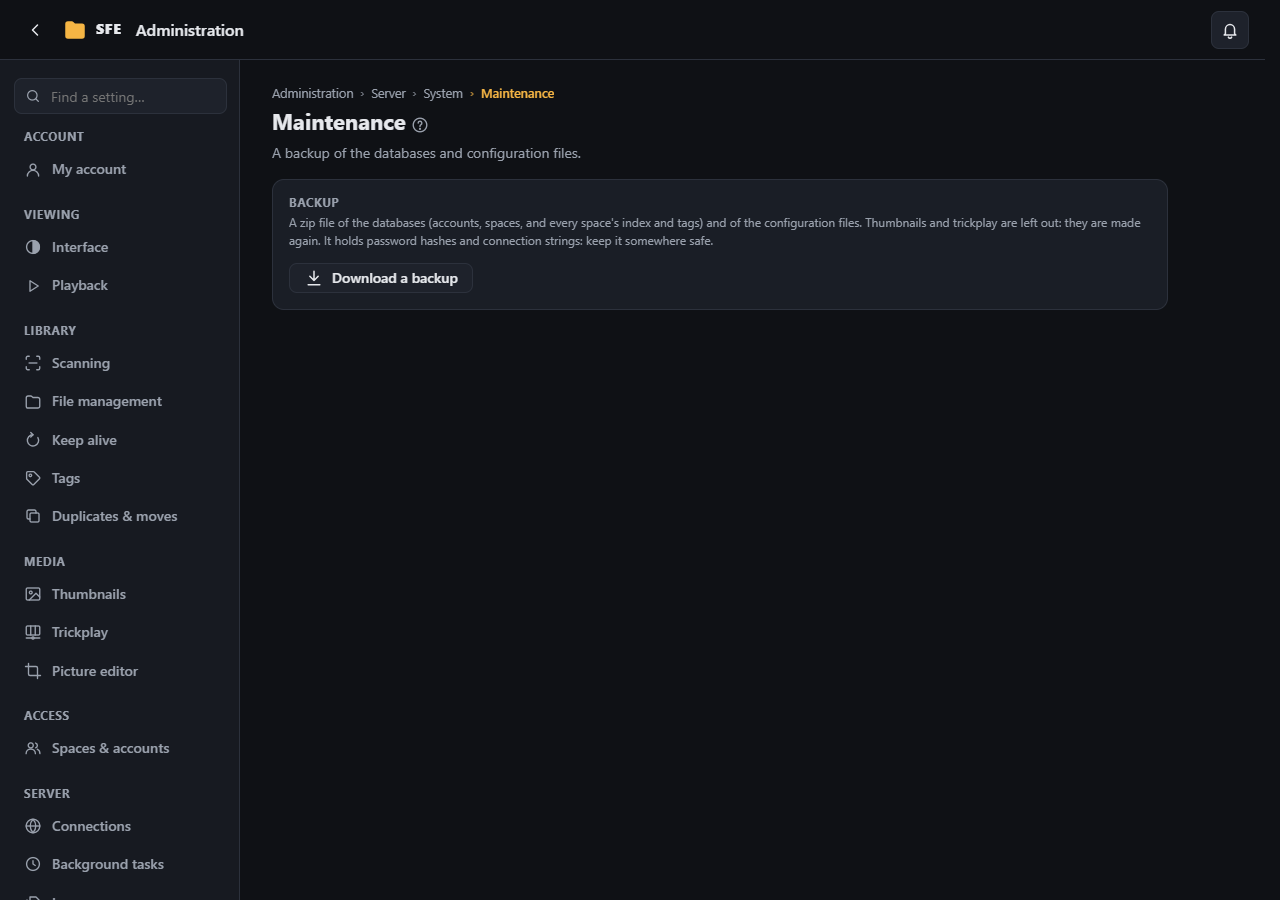 SFE Administration
Find a setting...
ACCOUNT
My account
VIEWING
Interface
Playback
LIBRARY
Scanning
File management
Keep alive
Tags
Duplicates & moves
MEDIA
Thumbnails
Trickplay
Picture editor
ACCESS
Spaces & accounts
SERVER
Connections
Background tasks
Administration › Server › System › Maintenance
Maintenance
A backup of the databases and configuration files.
BACKUP
A zip file of the databases (accounts, spaces, and every space's index and tags) and of the configuration files. Thumbnails and trickplay are left out: they are made
again. It holds password hashes and connection strings: keep it somewhere safe.
Download a backup